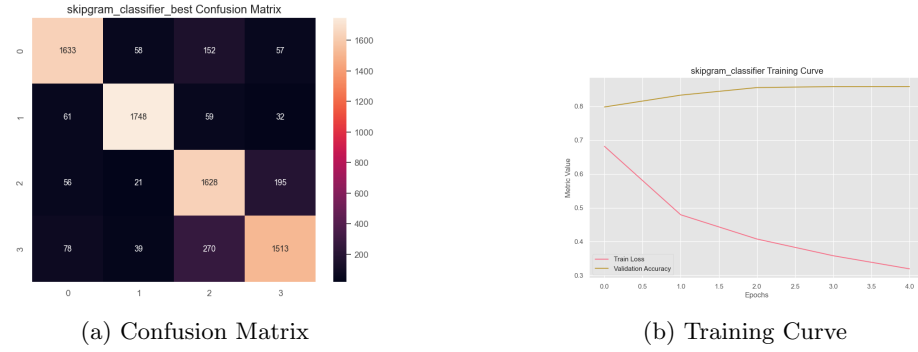 skipgram_classifier_best Confusion Matrix
0 1633 58 152 57
1 61 1748 59 32
2 56 21 1628 195
3 78 39 270 1513
0 1 2 3
1600
1400
1200
1000
800
600
400
200
(a) Confusion Matrix
skipgram_classifier Training Curve
Metric Value
0.8
0.7
0.6
0.5
0.4
0.3
Train Loss
Validation Accuracy
0.0 0.5 1.0 1.5 2.0 2.5 3.0 3.5 4.0
Epochs
(b) Training Curve